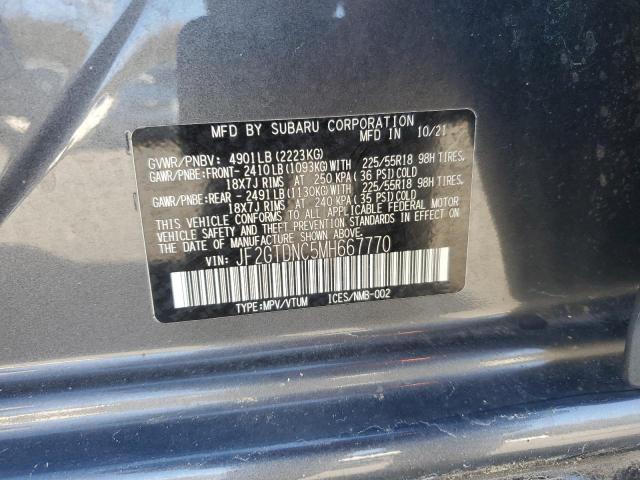 MFD BY SUBARU CORPORATION
MFD IN 10/21
GVWR/PNBV: 4901LB (2223KG)
GAWR/PNBE:FRONT- 2410LB (1093KG)WITH 225/55R18 98H TIRES,
18X7J RIMS AT 250 KPA( 36 PSI)COLD
GAWR/PNBE:REAR - 2491LB (1130KG)WITH 225/55R18 98H TIRES,
18X7J RIMS AT 240 KPA( 35 PSI)COLD
THIS VEHICLE CONFORMS TO ALL APPLICABLE FEDERAL MOTOR
VEHICLE SAFETY AND THEFT PREVENTION STANDARDS IN EFFECT ON
THE DATE OF MANUFACTURE SHOWN ABOVE.
VIN: JF2GTDNC5MH667770
TYPE:MPV/VTUM ICES/NMB-002